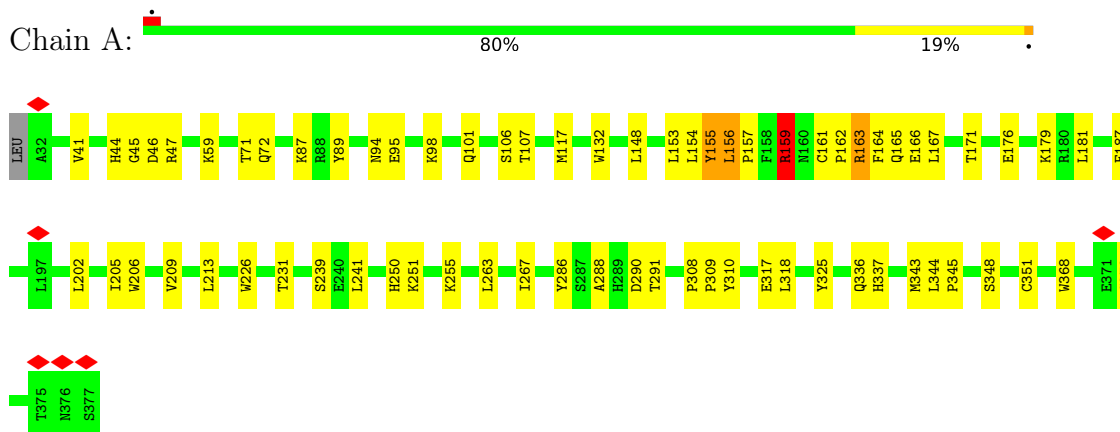 Chain A:
80% 19%
LEU A32 V41 H44 G45 D46 R47 K59 T71 Q72 K87 R88 Y89 N94 E95 K98 Q101 S106 T107 M117 W132 L148 L153 L154 Y155 L156 P157 F158 R159 N160 C161 P162 R163 F164 Q165 E166 L167 T171 E176 K179 R180 L181
L197 L202 I205 W206 V209 L213 W226 T231 S239 E240 L241 H250 K251 K255 L263 I267 Y286 S287 A288 H289 D290 T291 P308 P309 Y310 E317 L318 Y325 Q336 H337 M343 L344 P345 S348 C351 W368 E371
T375 N376 S377